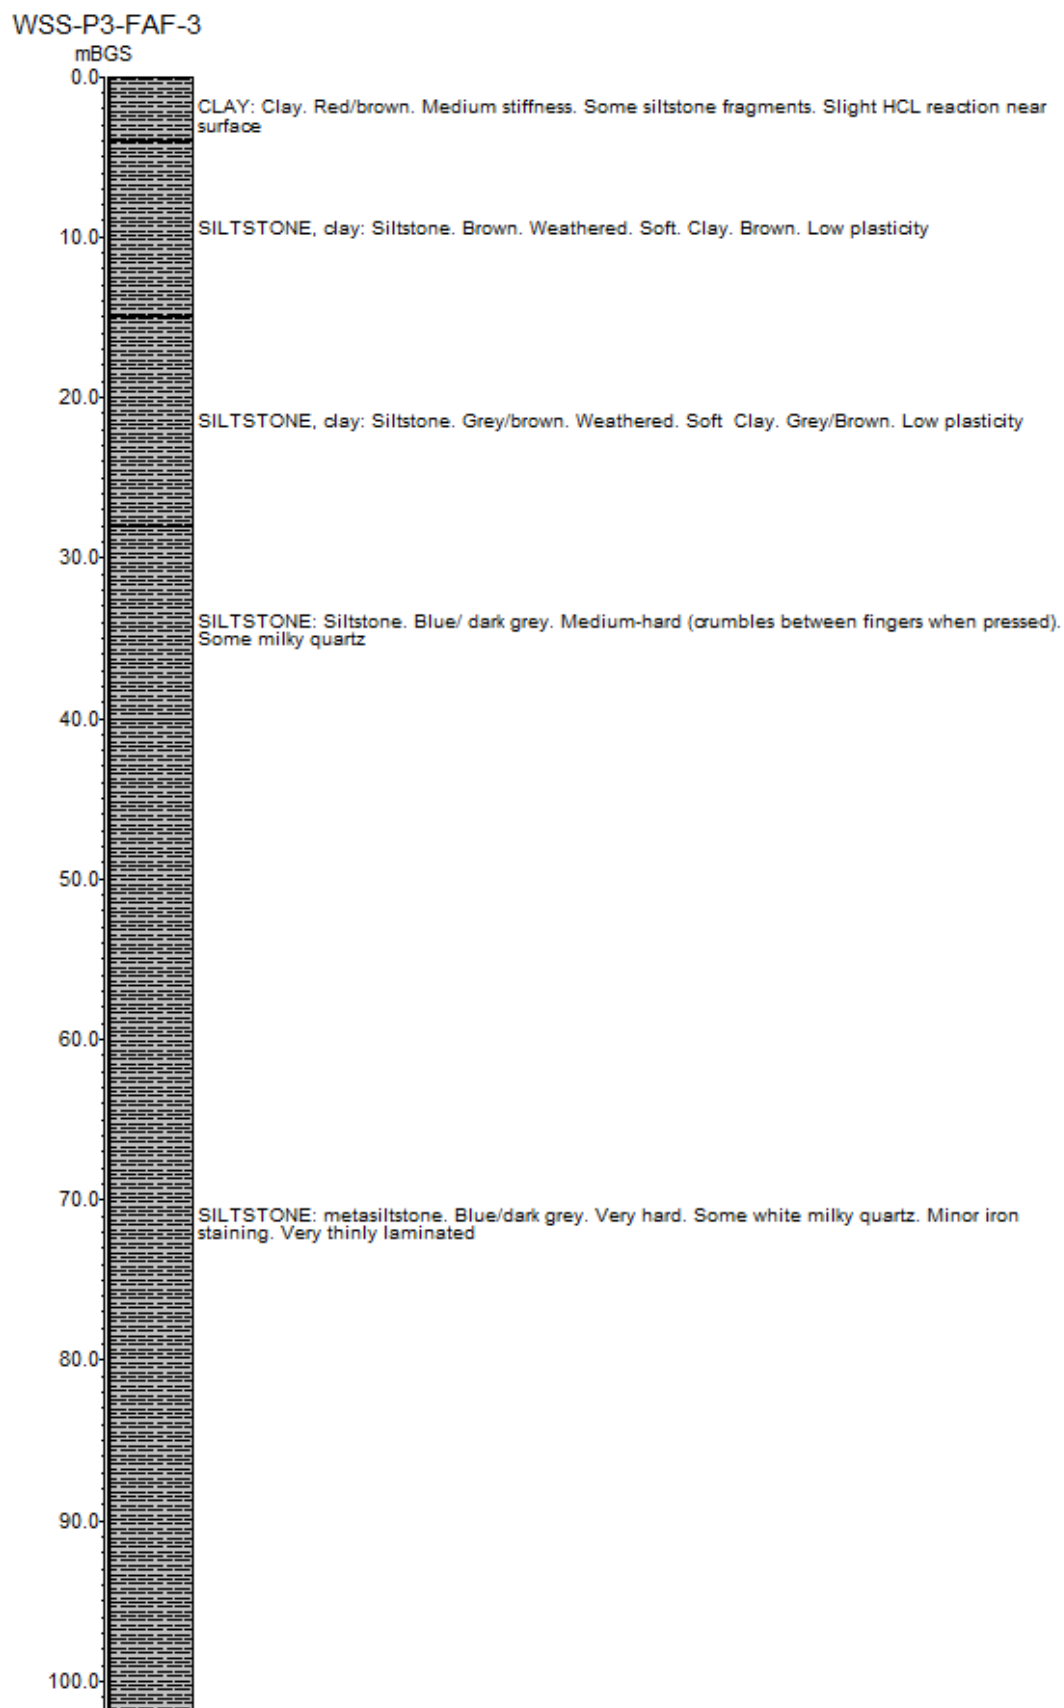 WSS-P3-FAF-3
mBGS
0.0
CLAY: Clay. Red/brown. Medium stiffness. Some siltstone fragments. Slight HCL reaction near
surface
10.0
SILTSTONE, clay: Siltstone. Brown. Weathered. Soft. Clay. Brown. Low plasticity
20.0
SILTSTONE, clay: Siltstone. Grey/brown. Weathered. Soft  Clay. Grey/Brown. Low plasticity
30.0
SILTSTONE: Siltstone. Blue/ dark grey. Medium-hard (crumbles between fingers when pressed).
Some milky quartz
40.0
50.0
60.0
70.0
SILTSTONE: metasiltstone. Blue/dark grey. Very hard. Some white milky quartz. Minor iron
staining. Very thinly laminated
80.0
90.0
100.0